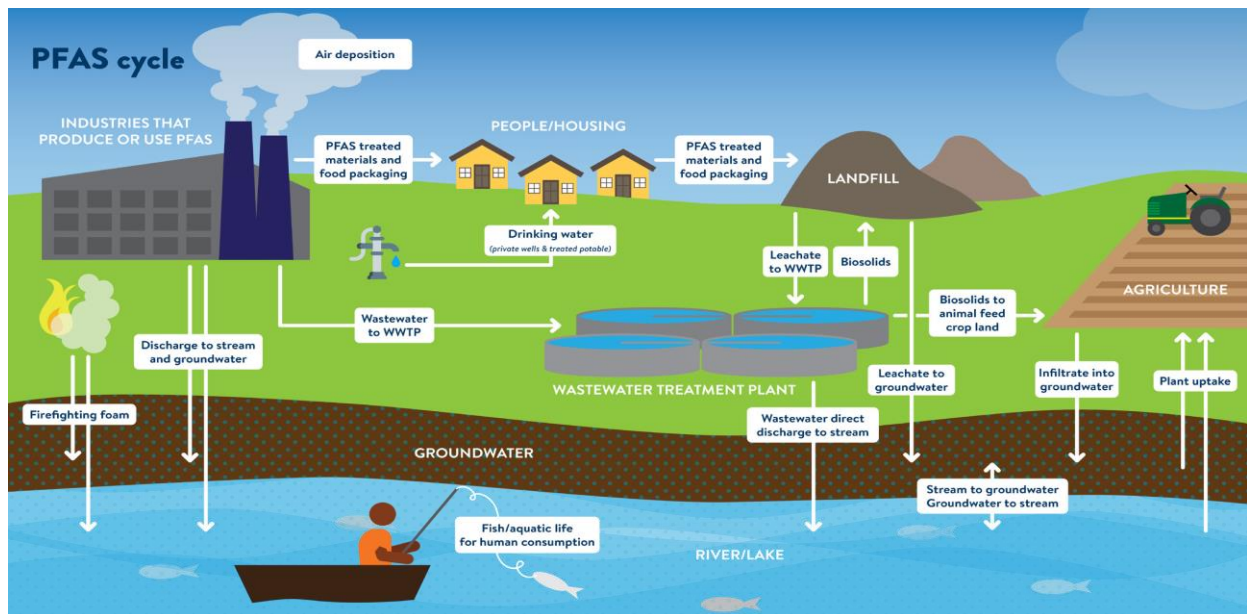 PFAS cycle
Air deposition
INDUSTRIES THAT
PRODUCE OR USE PFAS
PFAS treated
materials and
food packaging
PEOPLE/HOUSING
PFAS treated
materials and
food packaging
LANDFILL
Drinking water
(private wells & treated potable)
Leachate
to WWTP
Biosolids
Biosolids to
animal feed
crop land
AGRICULTURE
Wastewater
to WWTP
Discharge to stream
and groundwater
WASTEWATER TREATMENT PLANT
Leachate to
groundwater
Infiltrate into
groundwater
Plant uptake
Firefighting foam
Wastewater direct
discharge to stream
GROUNDWATER
Stream to groundwater
Groundwater to stream
Fish/aquatic life
for human consumption
RIVER/LAKE